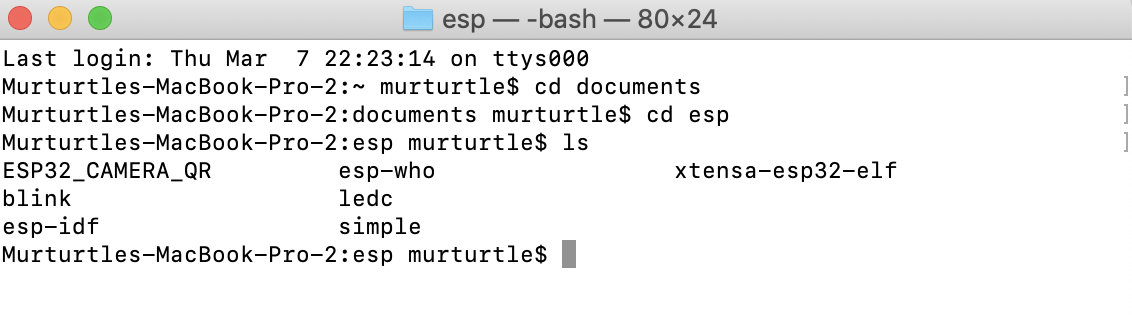 esp — -bash — 80×24
Last login: Thu Mar  7 22:23:14 on ttys000
Murturtles-MacBook-Pro-2:~ murturtle$ cd documents
Murturtles-MacBook-Pro-2:documents murturtle$ cd esp
Murturtles-MacBook-Pro-2:esp murturtle$ ls
ESP32_CAMERA_QR         esp-who                 xtensa-esp32-elf
blink                   ledc
esp-idf                 simple
Murturtles-MacBook-Pro-2:esp murturtle$